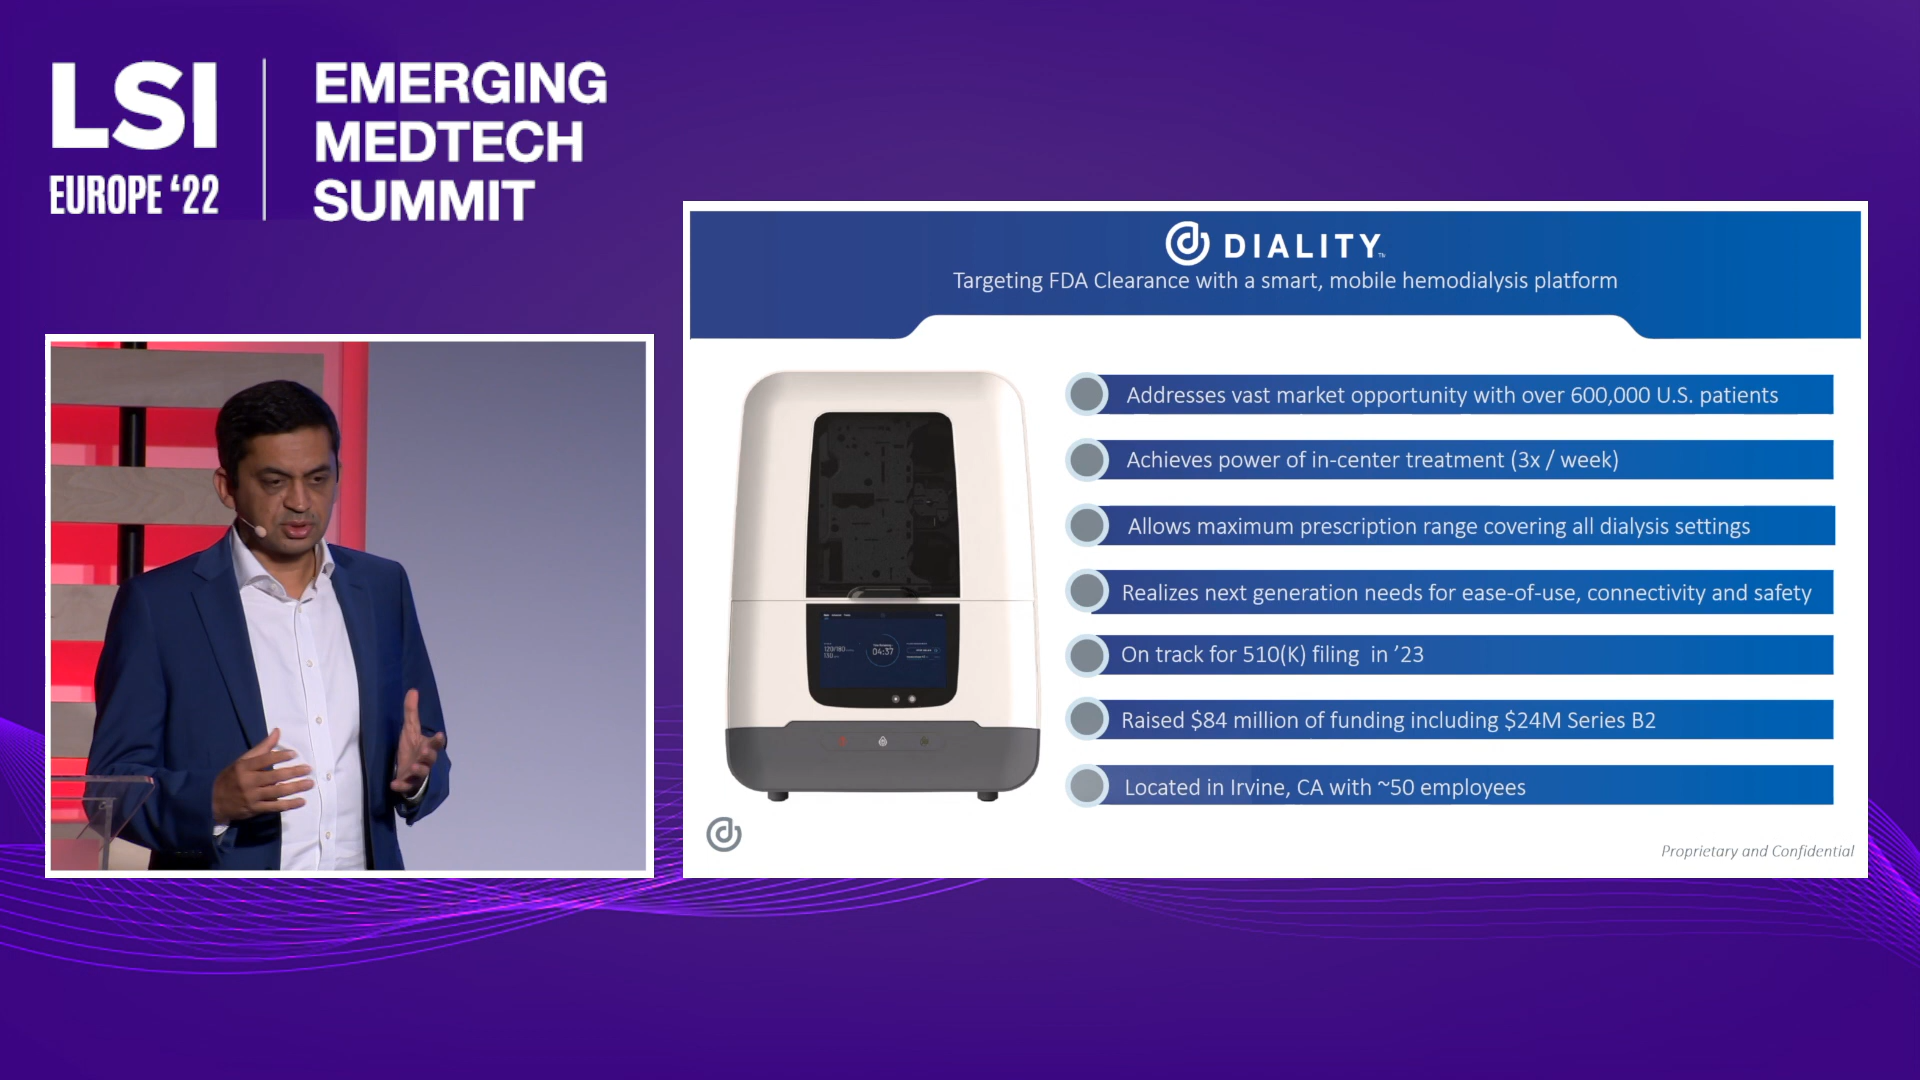 LSI
EUROPE ‘22
EMERGING
MEDTECH
SUMMIT
DIALITY
Targeting FDA Clearance with a smart, mobile hemodialysis platform
Addresses vast market opportunity with over 600,000 U.S. patients
Achieves power of in-center treatment (3x / week)
Allows maximum prescription range covering all dialysis settings
Realizes next generation needs for ease-of-use, connectivity and safety
On track for 510(K) filing in ’23
Raised $84 million of funding including $24M Series B2
Located in Irvine, CA with ~50 employees
04:37
120/180
Proprietary and Confidential